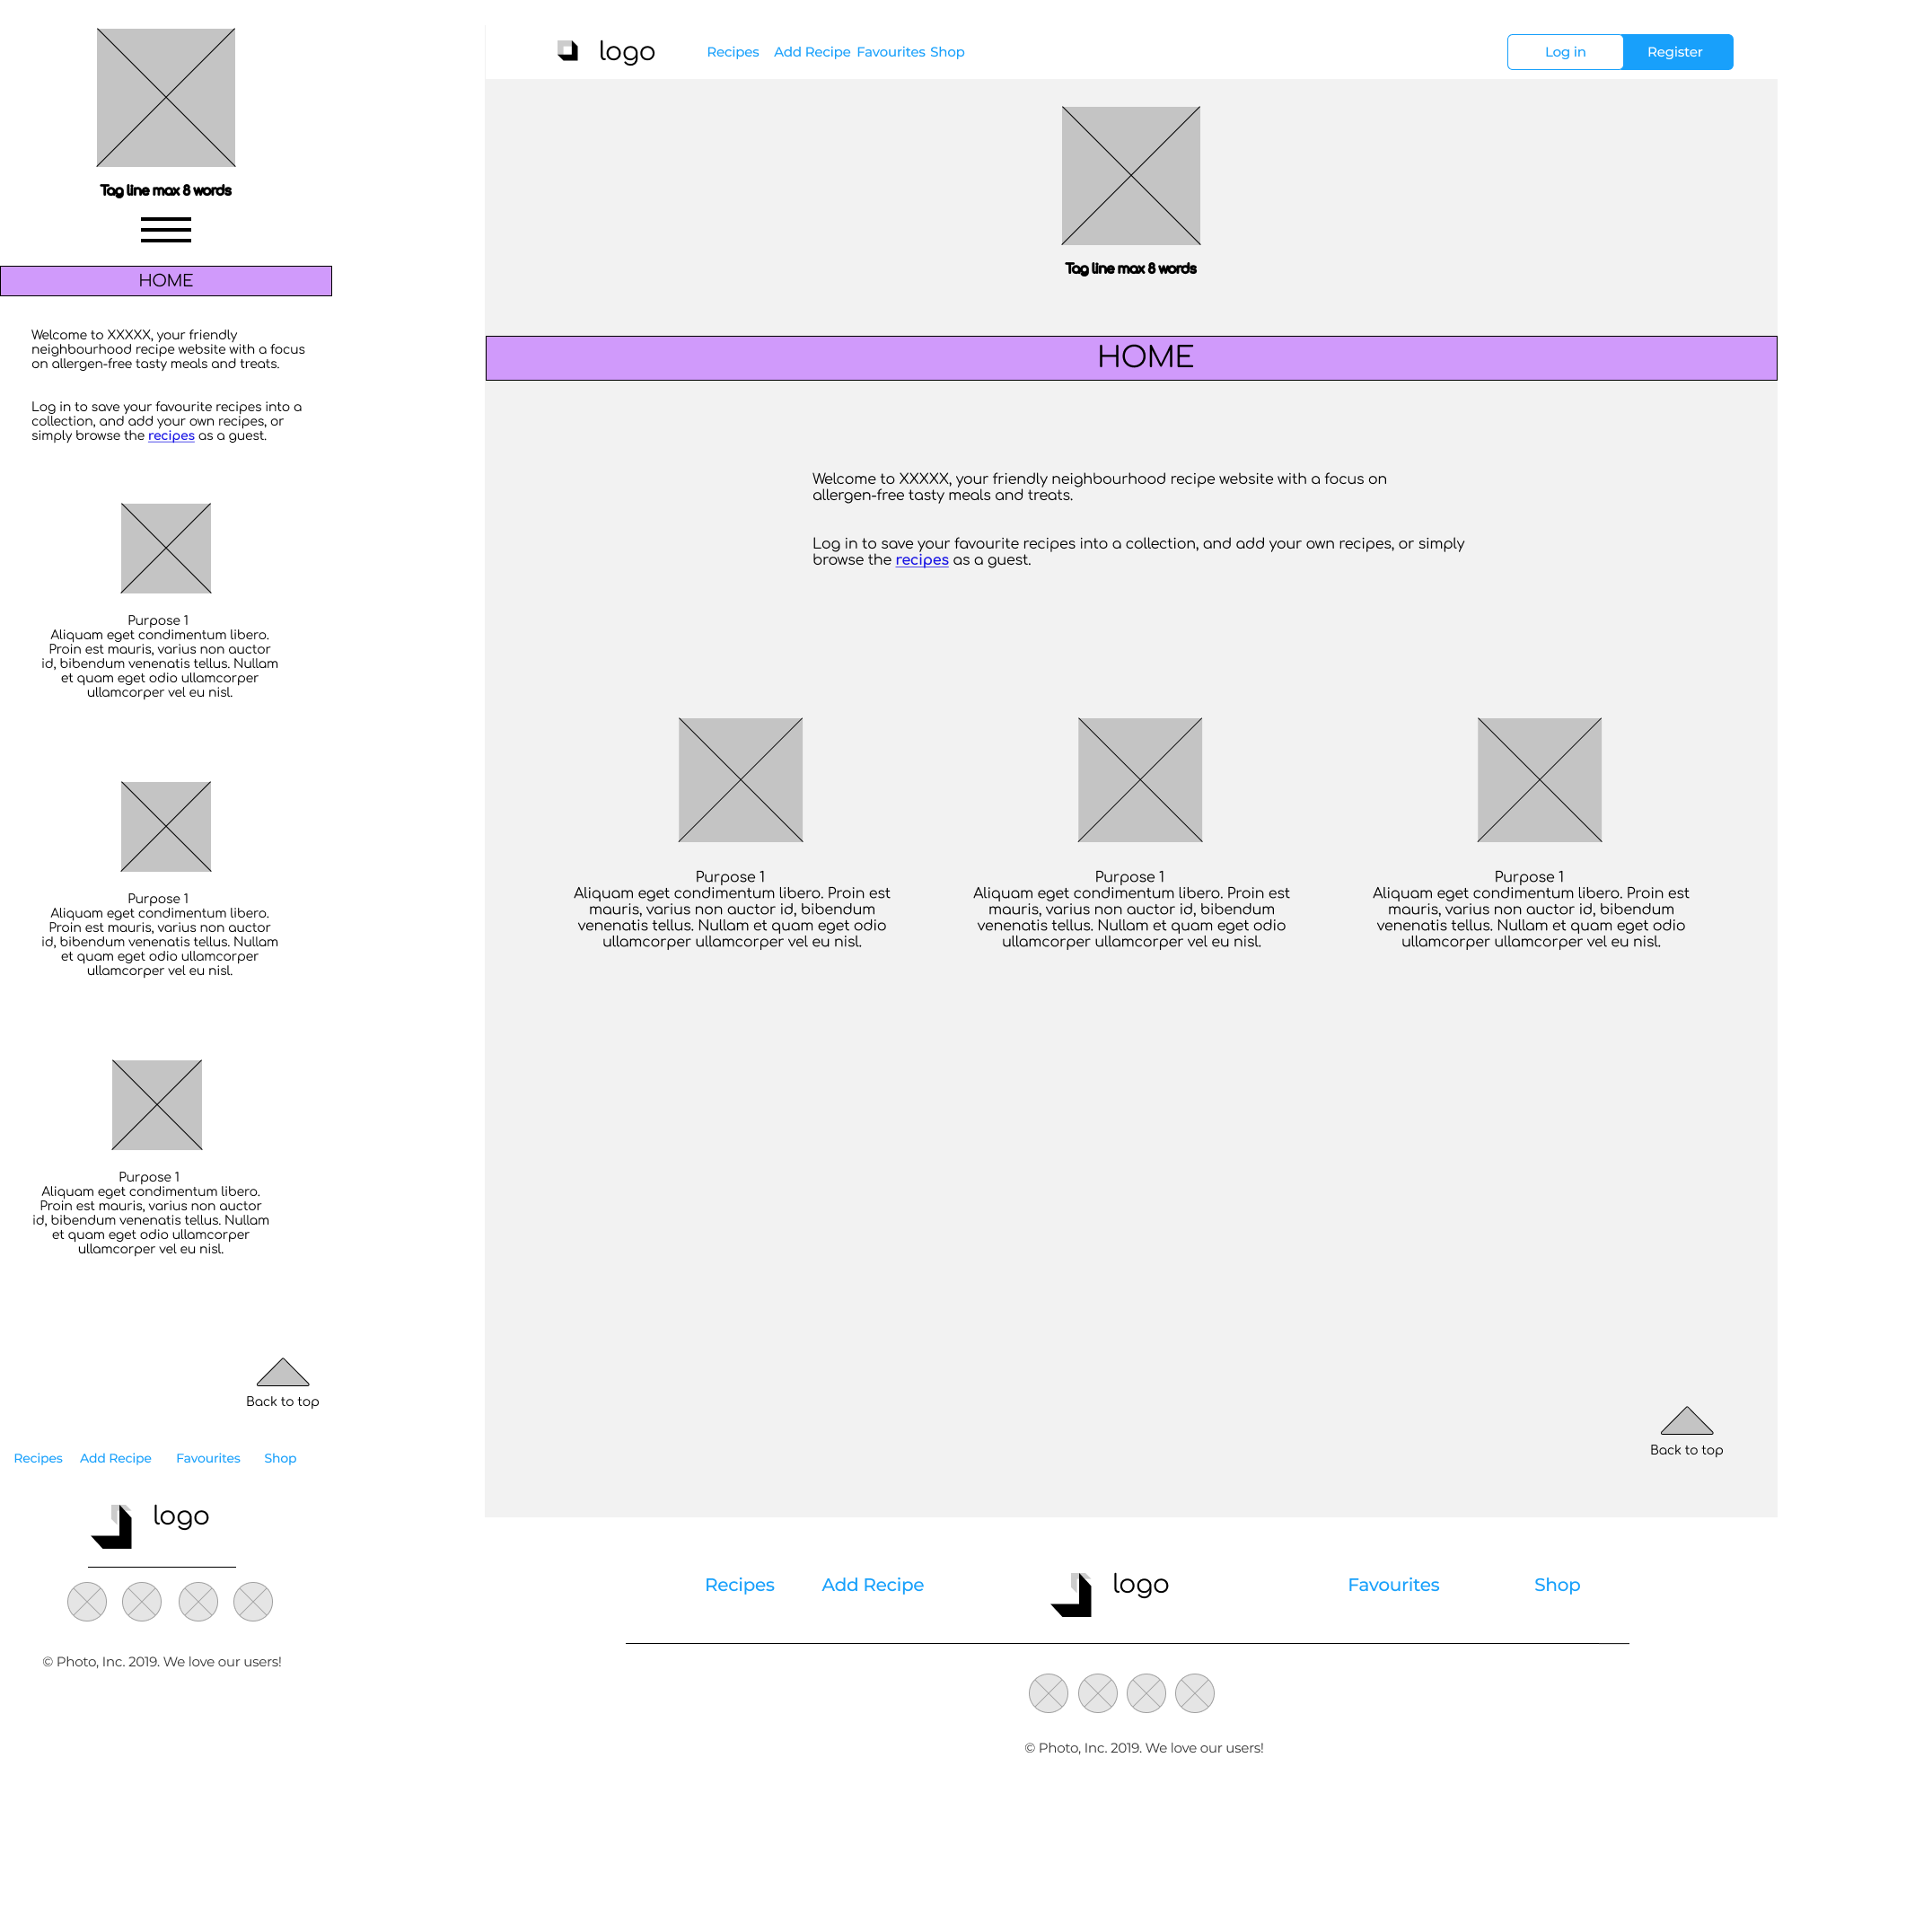 Tag line max 8 words
HOME
Welcome to XXXXX, your friendly
neighbourhood recipe website with a focus
on allergen-free tasty meals and treats.
Log in to save your favourite recipes into a
collection, and add your own recipes, or
simply browse the recipes as a guest.
Purpose 1
Aliquam eget condimentum libero.
Proin est mauris, varius non auctor
id, bibendum venenatis tellus. Nullam
et quam eget odio ullamcorper
ullamcorper vel eu nisl.
Purpose 1
Aliquam eget condimentum libero.
Proin est mauris, varius non auctor
id, bibendum venenatis tellus. Nullam
et quam eget odio ullamcorper
ullamcorper vel eu nisl.
Purpose 1
Aliquam eget condimentum libero.
Proin est mauris, varius non auctor
id, bibendum venenatis tellus. Nullam
et quam eget odio ullamcorper
ullamcorper vel eu nisl.
Back to top
Recipes Add Recipe Favourites Shop
logo
© Photo, Inc. 2019. We love our users!
logo Recipes Add Recipe Favourites Shop Log in Register
Tag line max 8 words
HOME
Welcome to XXXXX, your friendly neighbourhood recipe website with a focus on
allergen-free tasty meals and treats.
Log in to save your favourite recipes into a collection, and add your own recipes, or simply
browse the recipes as a guest.
Purpose 1
Aliquam eget condimentum libero. Proin est
mauris, varius non auctor id, bibendum
venenatis tellus. Nullam et quam eget odio
ullamcorper ullamcorper vel eu nisl.
Purpose 1
Aliquam eget condimentum libero. Proin est
mauris, varius non auctor id, bibendum
venenatis tellus. Nullam et quam eget odio
ullamcorper ullamcorper vel eu nisl.
Purpose 1
Aliquam eget condimentum libero. Proin est
mauris, varius non auctor id, bibendum
venenatis tellus. Nullam et quam eget odio
ullamcorper ullamcorper vel eu nisl.
Back to top
Recipes Add Recipe logo Favourites Shop
© Photo, Inc. 2019. We love our users!